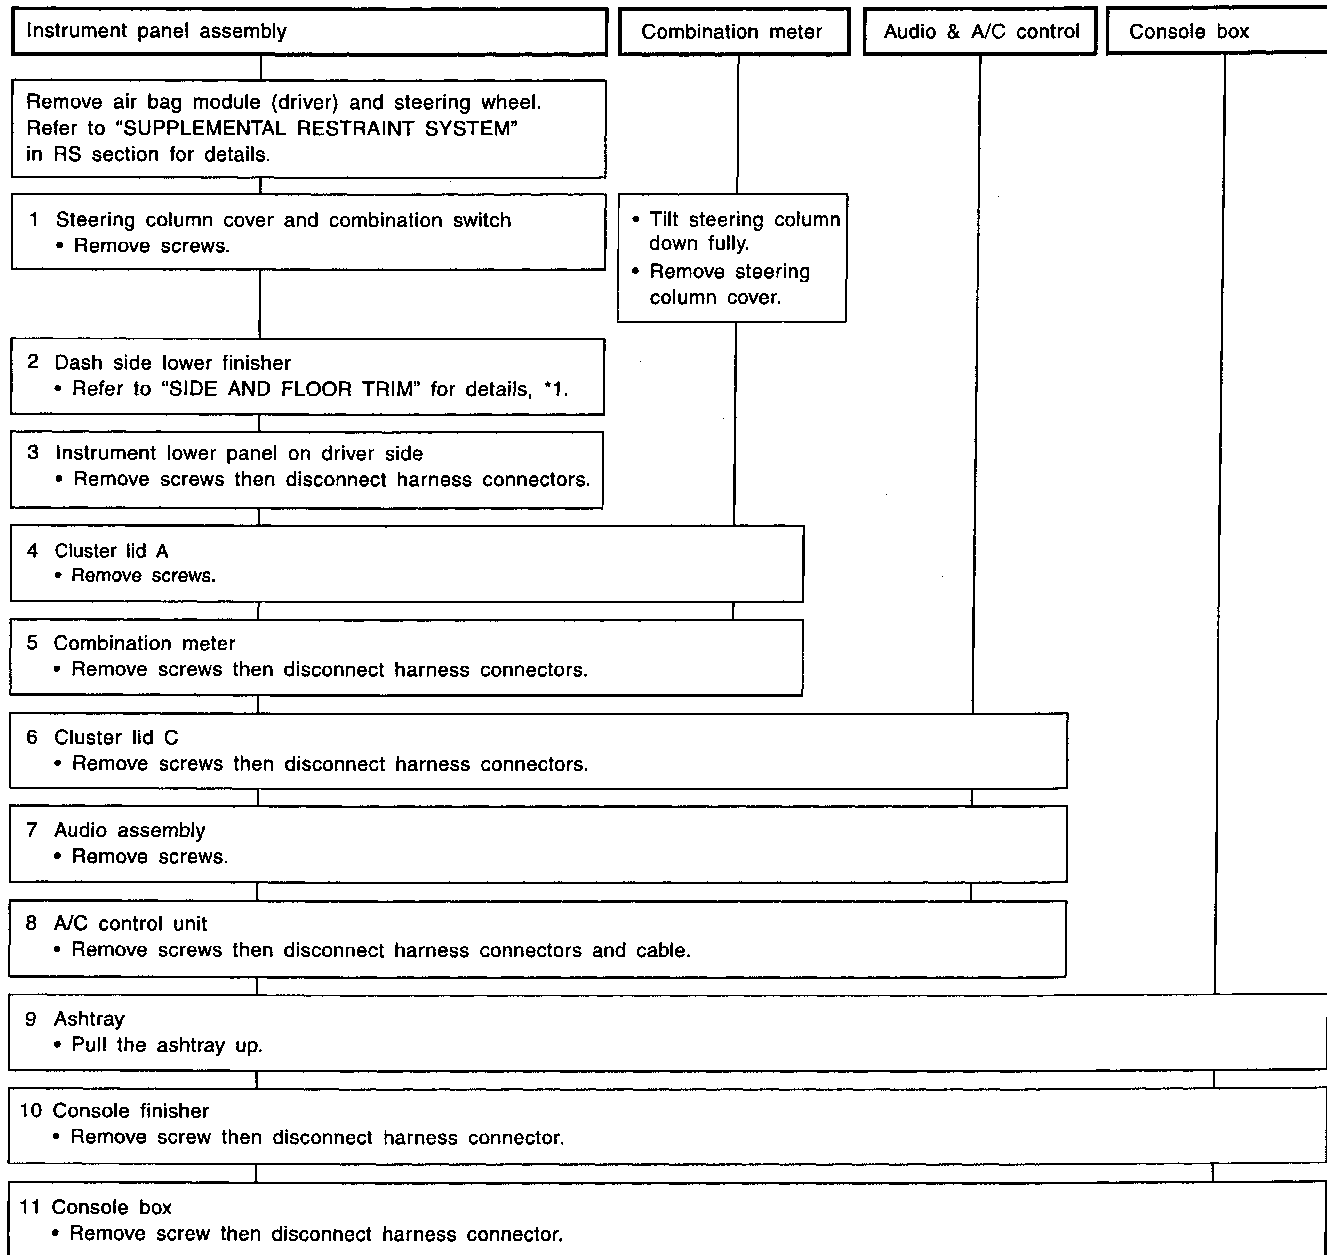 Instrument panel assembly
Combination meter
Audio & A/C control
Console box
Remove air bag module (driver) and steering wheel.
Refer to "SUPPLEMENTAL RESTRAINT SYSTEM"
in RS section for details.
1 Steering column cover and combination switch
• Remove screws.
• Tilt steering column
down fully.
• Remove steering
column cover.
2 Dash side lower finisher
• Refer to "SIDE AND FLOOR TRIM" for details, *1.
3 Instrument lower panel on driver side
• Remove screws then disconnect harness connectors.
4 Cluster lid A
• Remove screws.
5 Combination meter
• Remove screws then disconnect harness connectors.
6 Cluster lid C
• Remove screws then disconnect harness connectors.
7 Audio assembly
• Remove screws.
8 A/C control unit
• Remove screws then disconnect harness connectors and cable.
9 Ashtray
• Pull the ashtray up.
10 Console finisher
• Remove screw then disconnect harness connector.
11 Console box
• Remove screw then disconnect harness connector.